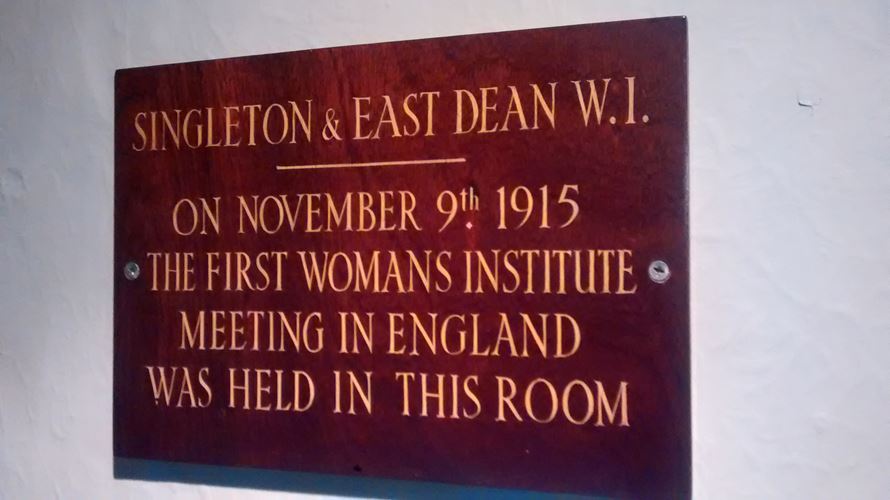 SINGLETON & EAST DEAN W.I.
ON NOVEMBER 9th 1915
THE FIRST WOMANS INSTITUTE
MEETING IN ENGLAND
WAS HELD IN THIS ROOM